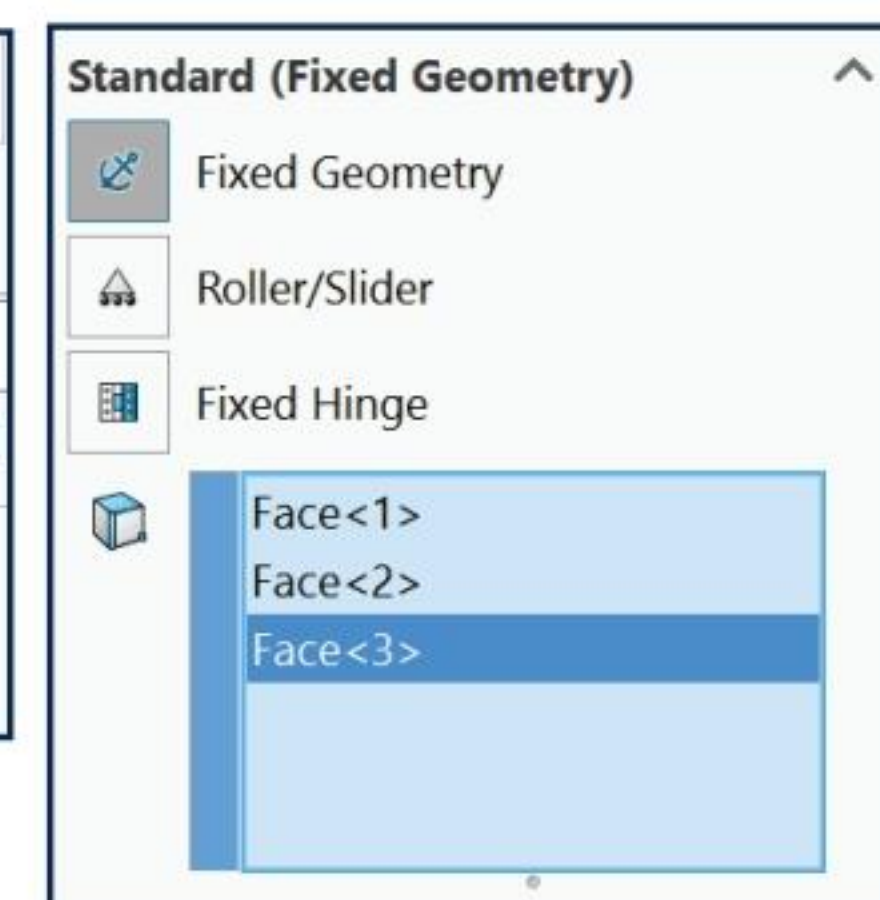 Standard (Fixed Geometry)
Fixed Geometry
Roller/Slider
Fixed Hinge
Face<1>
Face<2>
Face<3>